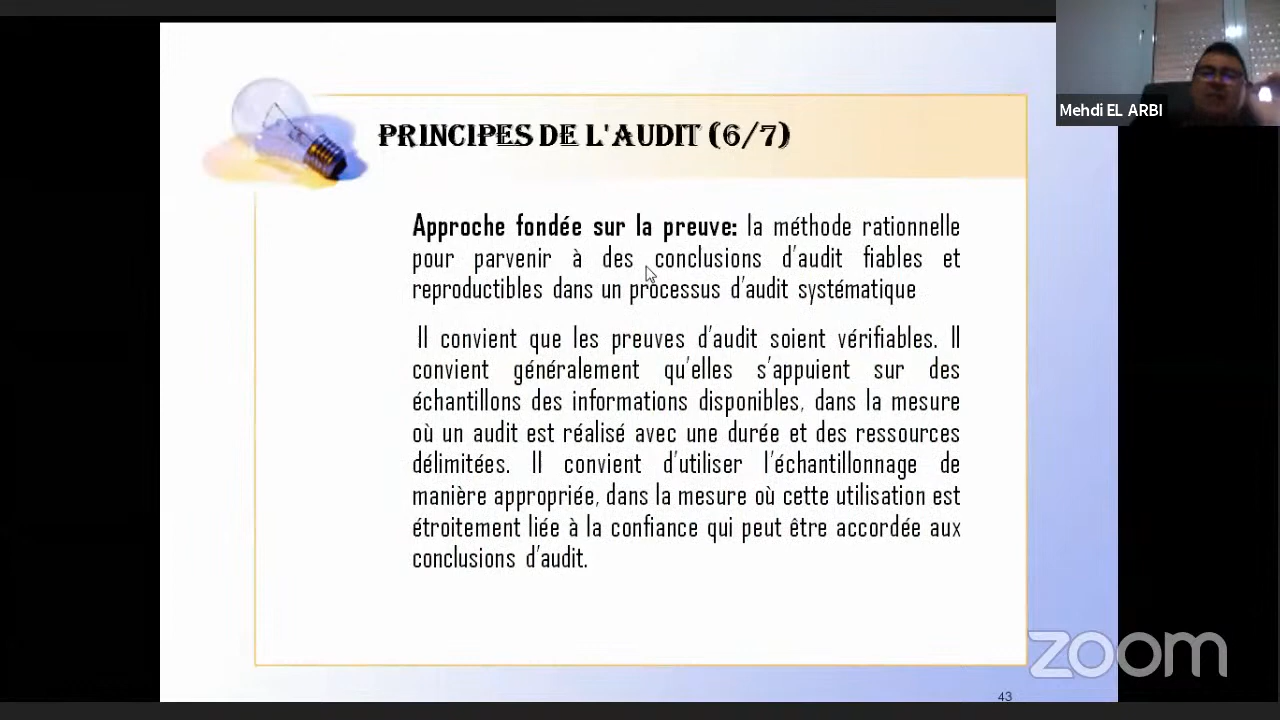 Mehdi EL ARBI
PRINCIPES DE L'AUDIT (6/7)
Approche fondée sur la preuve: la méthode rationnelle
pour parvenir à des conclusions d'audit fiables et
reproductibles dans un processus d'audit systématique
Il convient que les preuves d'audit soient vérifiables. Il
convient généralement qu'elles s'appuient sur des
échantillons des informations disponibles, dans la mesure
où un audit est réalisé avec une durée et des ressources
délimitées. Il convient d'utiliser l'échantillonnage de
manière appropriée, dans la mesure où cette utilisation est
étroitement liée à la confiance qui peut être accordée aux
conclusions d'audit.
zoom
43